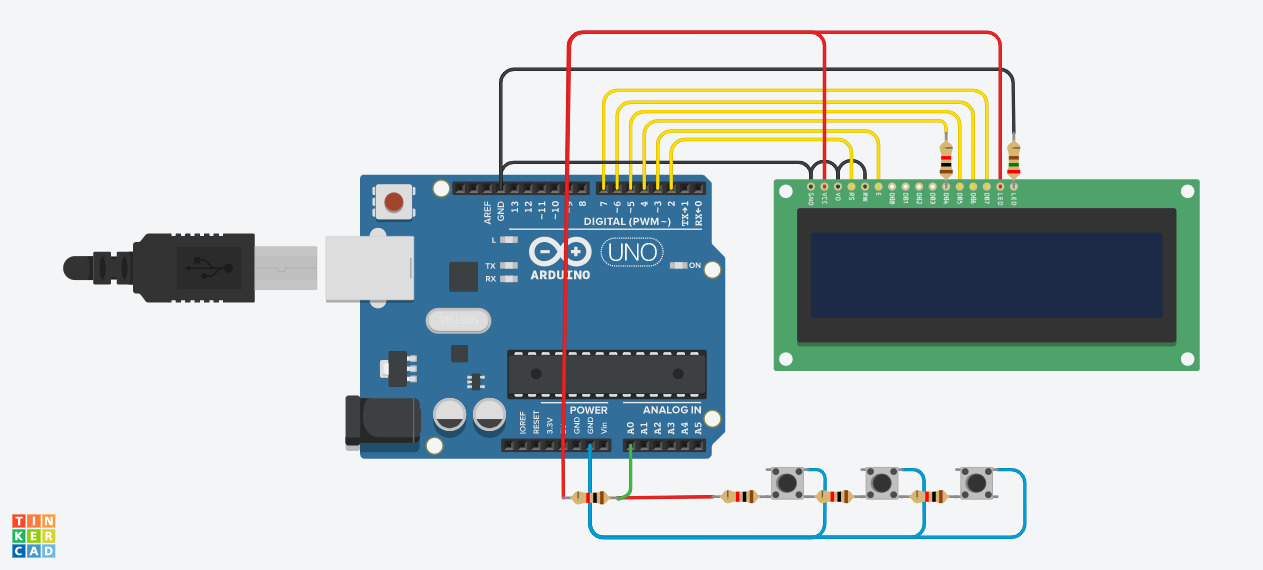 AREF
GND
13
12
~11
~10
~9
8
7
~6
~5
4
~3
2
TX→1
RX←0
DIGITAL (PWM~)
L
TX
RX
ARDUINO
UNO
ON
GND
VCC
VO
RS
RW
E
DB0
DB1
DB2
DB3
DB4
DB5
DB6
DB7
LED
LED
POWER
ANALOG IN
IOREF
RESET
3.3V
GND
GND
Vin
A0
A1
A2
A3
A4
A5
TIN
KER
CAD